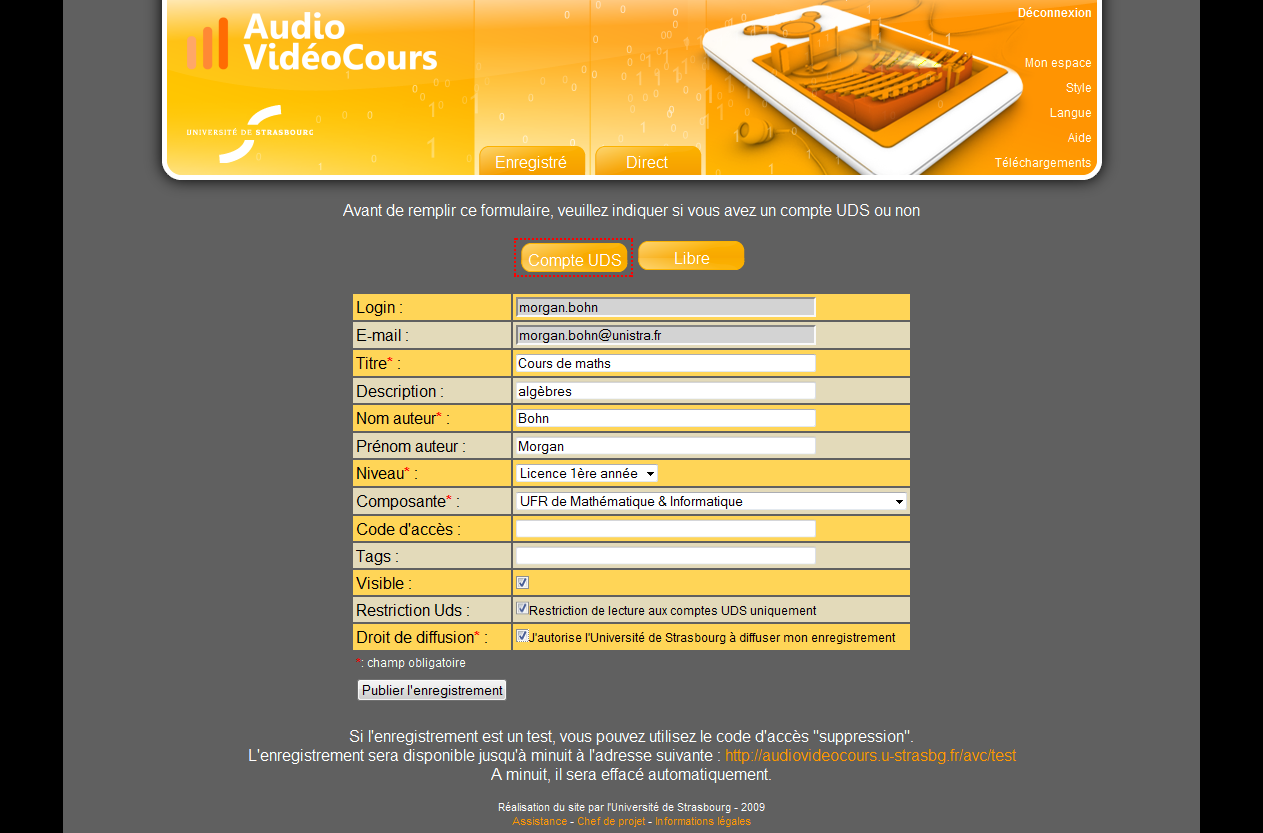 Audio
VidéoCours
UNIVERSITÉ DE STRASBOURG
Enregistré
Direct
Déconnexion
Mon espace
Style
Langue
Aide
Téléchargements
Avant de remplir ce formulaire, veuillez indiquer si vous avez un compte UDS ou non
Compte UDS
Libre
Login : morgan.bohn
E-mail : morgan.bohn@unistra.fr
Titre* : Cours de maths
Description : algèbres
Nom auteur* : Bohn
Prénom auteur : Morgan
Niveau* : Licence 1ère année
Composante* : UFR de Mathématique & Informatique
Code d'accès :
Tags :
Visible :
Restriction Uds : Restriction de lecture aux comptes UDS uniquement
Droit de diffusion* : J'autorise l'Université de Strasbourg à diffuser mon enregistrement
*: champ obligatoire
Publier l'enregistrement
Si l'enregistrement est un test, vous pouvez utilisez le code d'accès "suppression".
L'enregistrement sera disponible jusqu'à minuit à l'adresse suivante : http://audiovideocours.u-strasbg.fr/avc/test
A minuit, il sera effacé automatiquement.
Réalisation du site par l'Université de Strasbourg - 2009
Assistance - Chef de projet - Informations légales